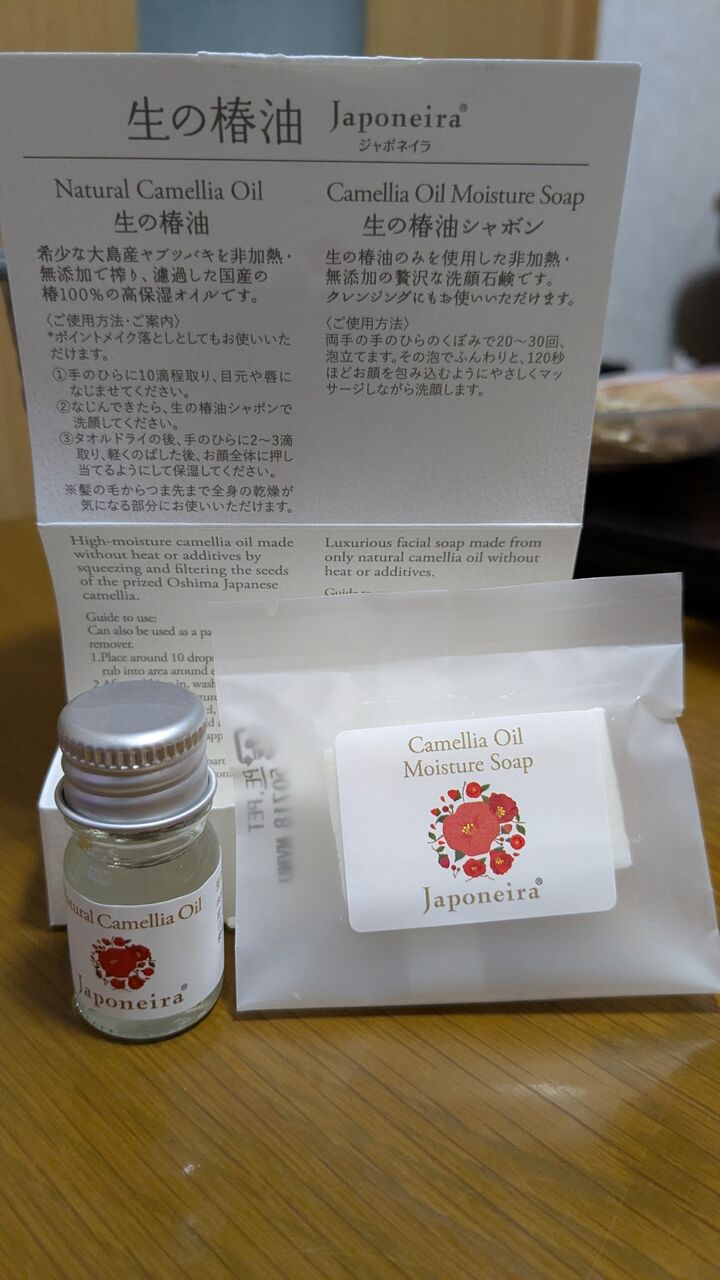 生の椿油 Japoneira®
ジャポネイラ
Natural Camellia Oil
生の椿油
希少な大島産ヤブツバキを非加熱・
無添加で搾り、濾過した国産の
椿100%の高保湿オイルです。
〈ご使用方法・ご案内〉
*ポイントメイク落としとしてもお使いいた
だけます。
①手のひらに10滴程取り、目元や唇に
なじませてください。
②なじんできたら、生の椿油シャボンで
洗顔してください。
③タオルドライの後、手のひらに2〜3滴
取り、軽くのばした後、お顔全体に押し
当てるようにして保湿してください。
※髪の毛からつま先まで全身の乾燥が
気になる部分にお使いいただけます。
Camellia Oil Moisture Soap
生の椿油シャボン
生の椿油のみを使用した非加熱・
無添加の贅沢な洗顔石鹸です。
クレンジングにもお使いいただけます。
〈ご使用方法〉
両手の手のひらのくぼみで20〜30回、
泡立てます。その泡でふんわりと、120秒
ほどお顔を包み込むようにやさしくマッ
サージしながら洗顔します。
High-moisture camellia oil made
without heat or additives by
squeezing and filtering the seeds
of the prized Oshima Japanese
camellia.
Guide to use:
Can also be used as a pa
remover.
1.Place around 10 drops
rub into area around
Luxurious facial soap made from
only natural camellia oil without
heat or additives.
Guide to
Camellia Oil
Moisture Soap
Japoneira®
Natural Camellia Oil
Japoneira®
PE, PET